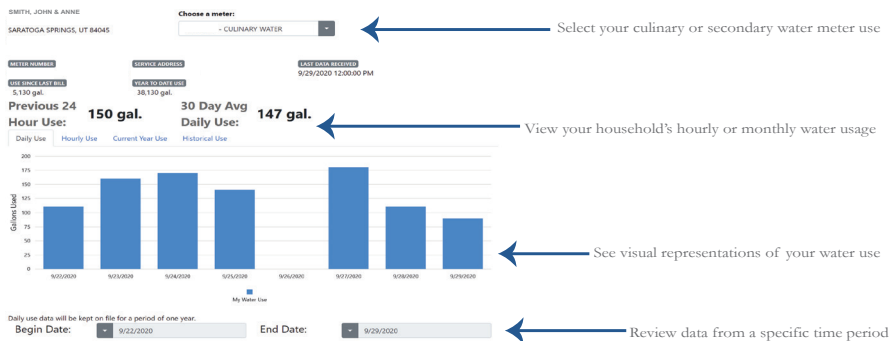 SMITH, JOHN & ANNE
Choose a meter:
SARATOGA SPRINGS, UT 84045
- CULINARY WATER
Select your culinary or secondary water meter use
METER NUMBER
SERVICE ADDRESS
LAST DATA RECEIVED
9/29/2020 12:00:00 PM
USE SINCE LAST BILL
YEAR TO DATE USE
5,130 gal.
38,130 gal.
Previous 24
Hour Use:
150 gal.
30 Day Avg
Daily Use:
147 gal.
View your household's hourly or monthly water usage
Daily Use
Hourly Use
Current Year Use
Historical Use
200
175
150
125
100
75
50
25
0
Gallons Used
See visual representations of your water use
9/22/2020
9/23/2020
9/24/2020
9/25/2020
9/26/2020
9/27/2020
9/28/2020
9/29/2020
My Water Use
Daily use data will be kept on file for a period of one year.
Begin Date:
9/22/2020
End Date:
9/29/2020
Review data from a specific time period